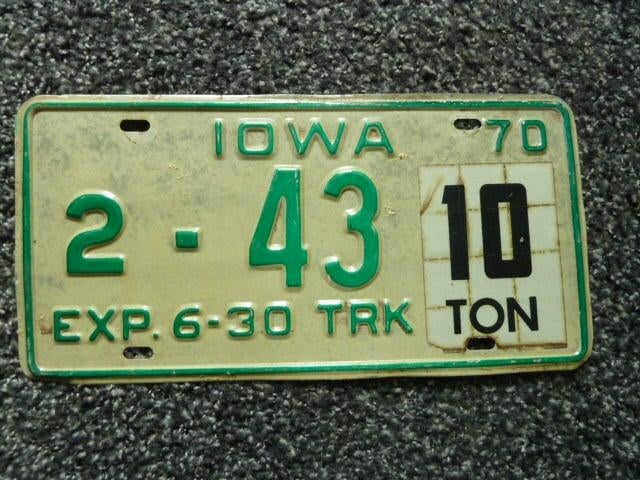 IOWA 70
2 - 43
10
TON
EXP. 6-30 TRK